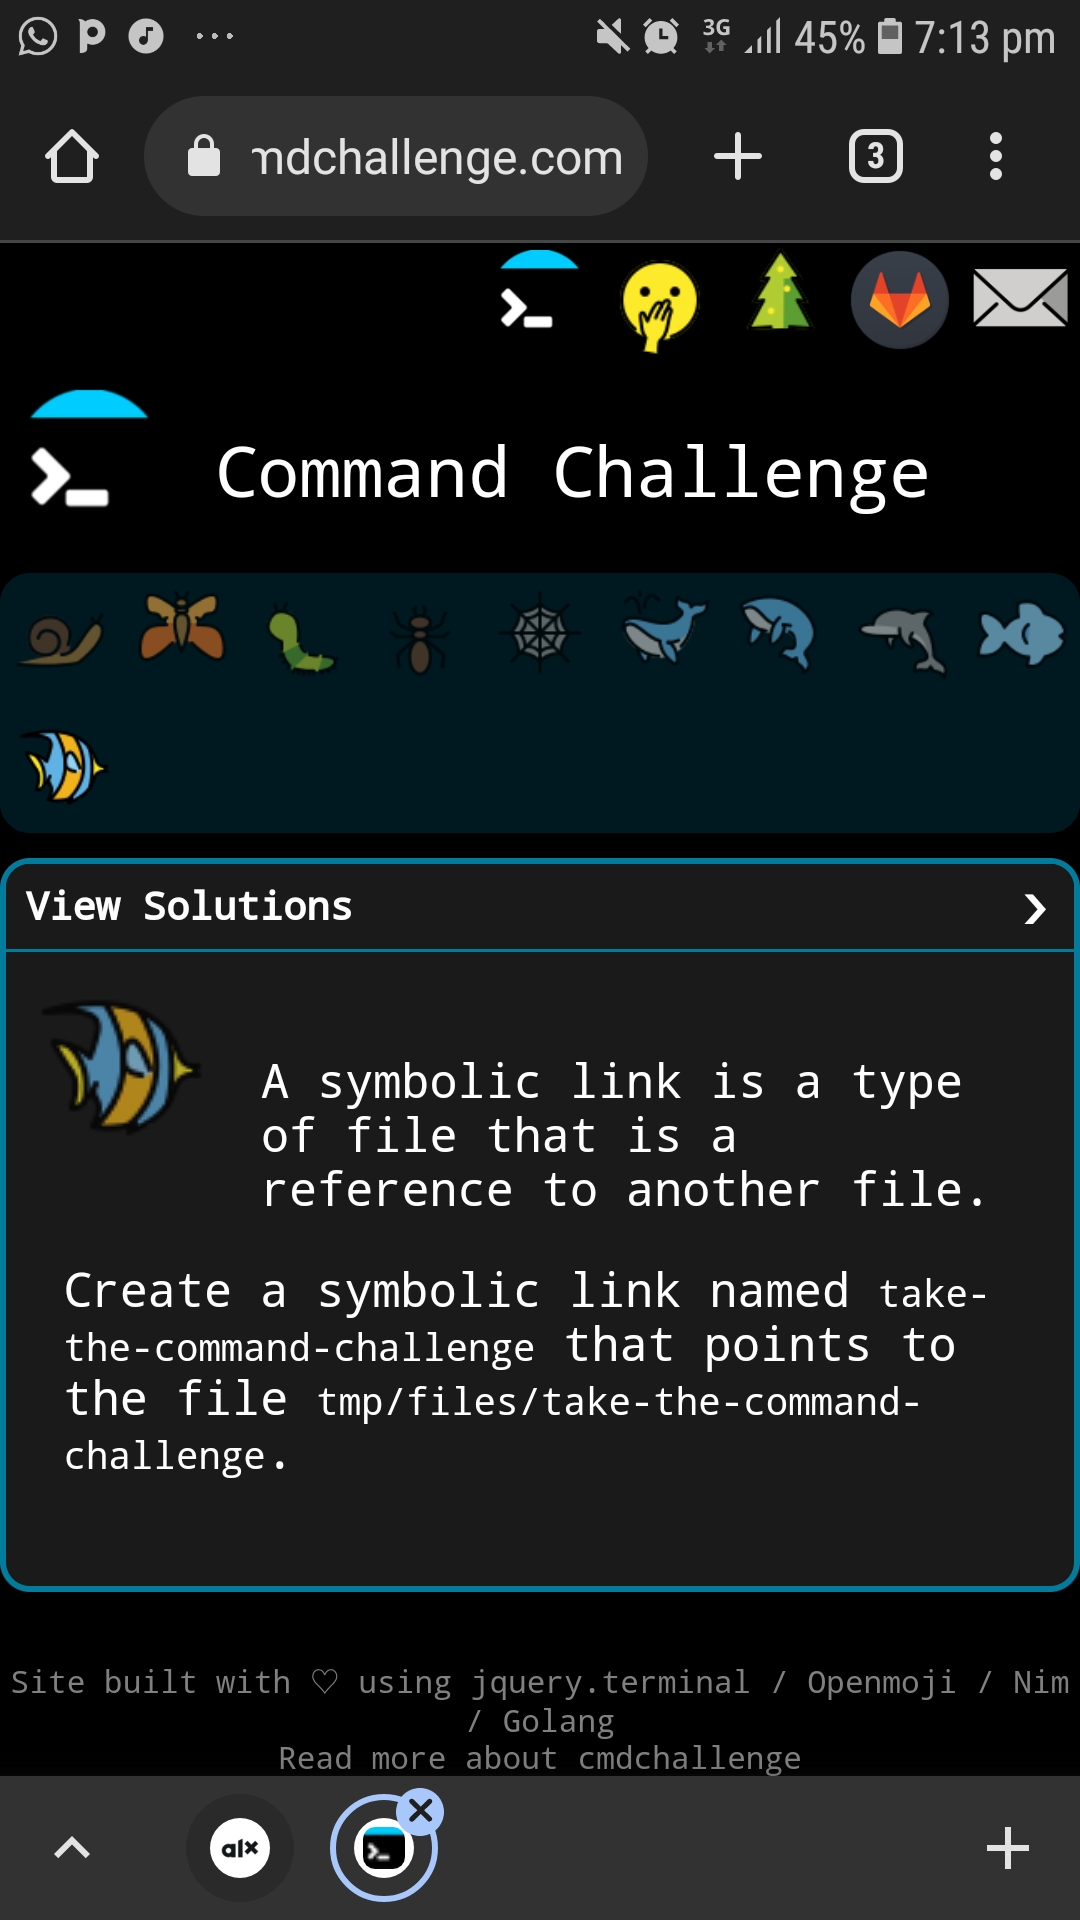 3G 45% 7:13 pm
mdchallenge.com
3
Command Challenge
View Solutions
A symbolic link is a type
of file that is a
reference to another file.
Create a symbolic link named take-
the-command-challenge that points to
the file tmp/files/take-the-command-
challenge.
Site built with ♡ using jquery.terminal / Openmoji / Nim
/ Golang
Read more about cmdchallenge
alx